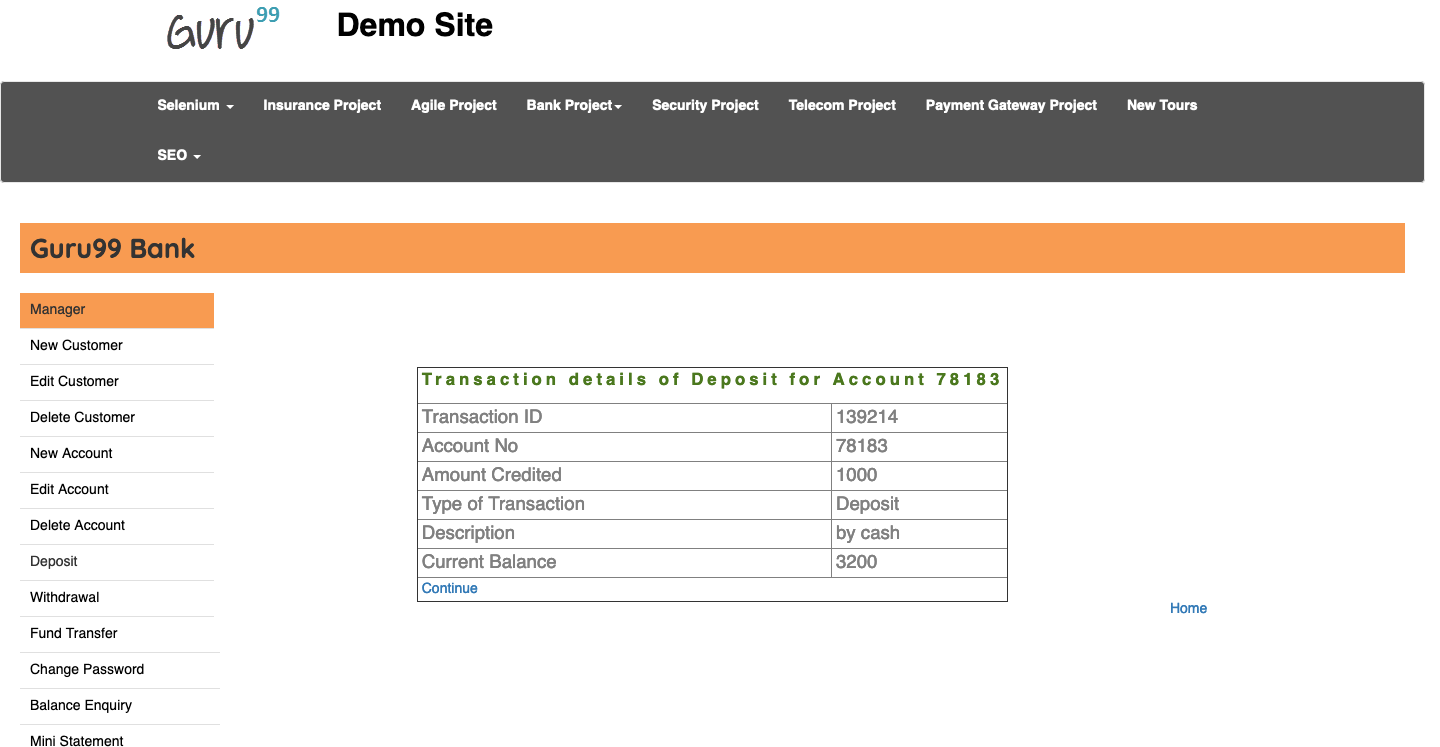 Guru99 Demo Site
Selenium Insurance Project Agile Project Bank Project Security Project Telecom Project Payment Gateway Project New Tours
SEO
Guru99 Bank
Manager
New Customer
Edit Customer
Delete Customer
New Account
Edit Account
Delete Account
Deposit
Withdrawal
Fund Transfer
Change Password
Balance Enquiry
Mini Statement
Transaction details of Deposit for Account 78183
Transaction ID 139214
Account No 78183
Amount Credited 1000
Type of Transaction Deposit
Description by cash
Current Balance 3200
Continue
Home